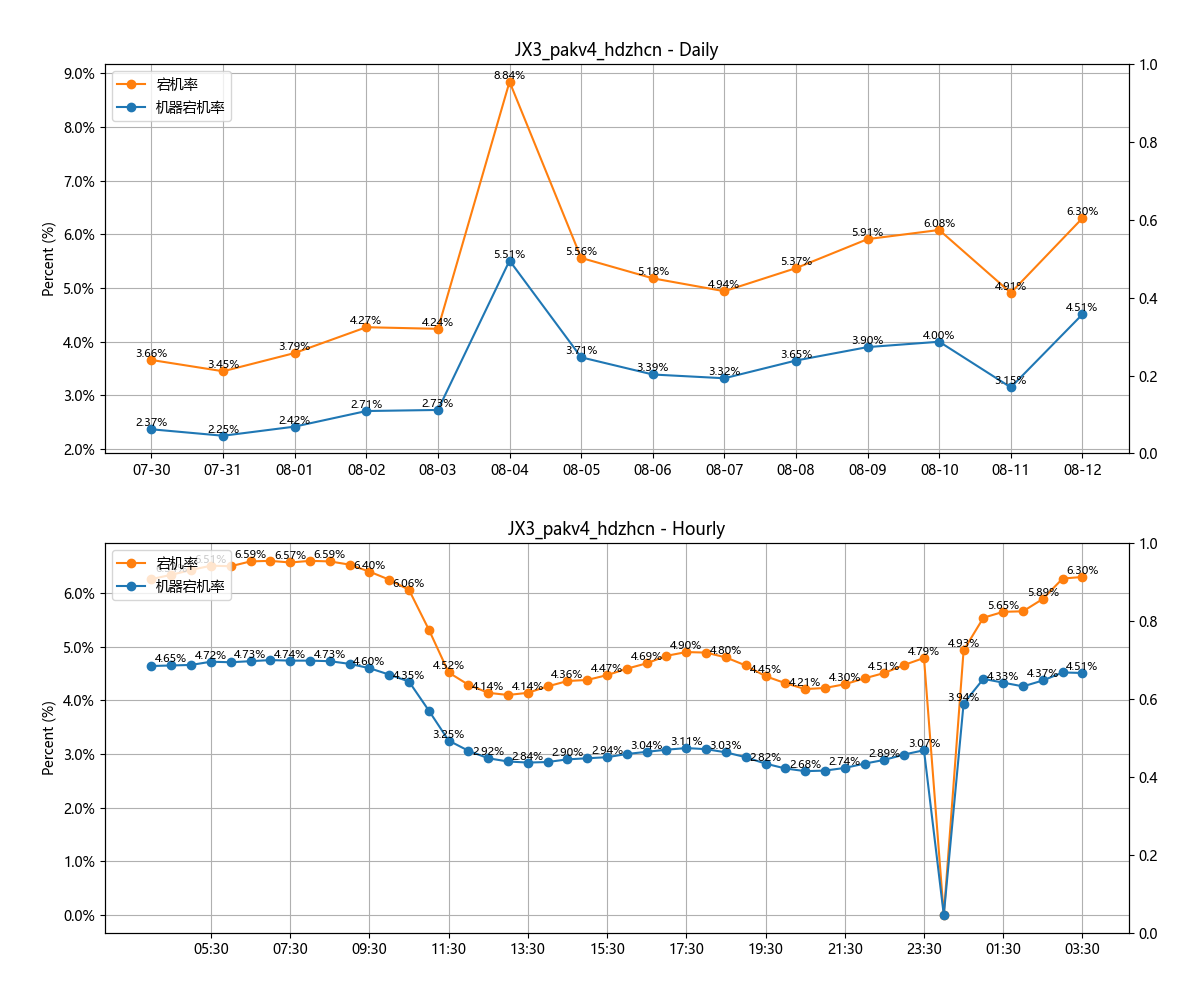 JX3_pakv4_hdzhcn - Daily
宕机率
机器宕机率
Percent (%)
9.0%
8.0%
7.0%
6.0%
5.0%
4.0%
3.0%
2.0%
1.0
0.8
0.6
0.4
0.2
0.0
3.66% 3.45% 3.79% 4.27% 4.24% 8.84% 5.56% 5.18% 4.94% 5.37% 5.91% 6.08% 4.91% 6.30%
2.37% 2.25% 2.42% 2.71% 2.73% 5.51% 3.71% 3.39% 3.32% 3.65% 3.90% 4.00% 3.15% 4.51%
07-30 07-31 08-01 08-02 08-03 08-04 08-05 08-06 08-07 08-08 08-09 08-10 08-11 08-12
JX3_pakv4_hdzhcn - Hourly
宕机率
机器宕机率
Percent (%)
6.0%
5.0%
4.0%
3.0%
2.0%
1.0%
0.0%
1.0
0.8
0.6
0.4
0.2
0.0
6.51% 6.59% 6.57% 6.59% 6.40% 6.06% 4.52% 4.14% 4.14% 4.36% 4.47% 4.69% 4.90% 4.80% 4.45% 4.21% 4.30% 4.51% 4.79% 4.93% 5.65% 5.89% 6.30%
4.65% 4.72% 4.73% 4.74% 4.73% 4.60% 4.35% 3.25% 2.92% 2.84% 2.90% 2.94% 3.04% 3.11% 3.03% 2.82% 2.68% 2.74% 2.89% 3.07% 3.94% 4.33% 4.37% 4.51%
05:30 07:30 09:30 11:30 13:30 15:30 17:30 19:30 21:30 23:30 01:30 03:30